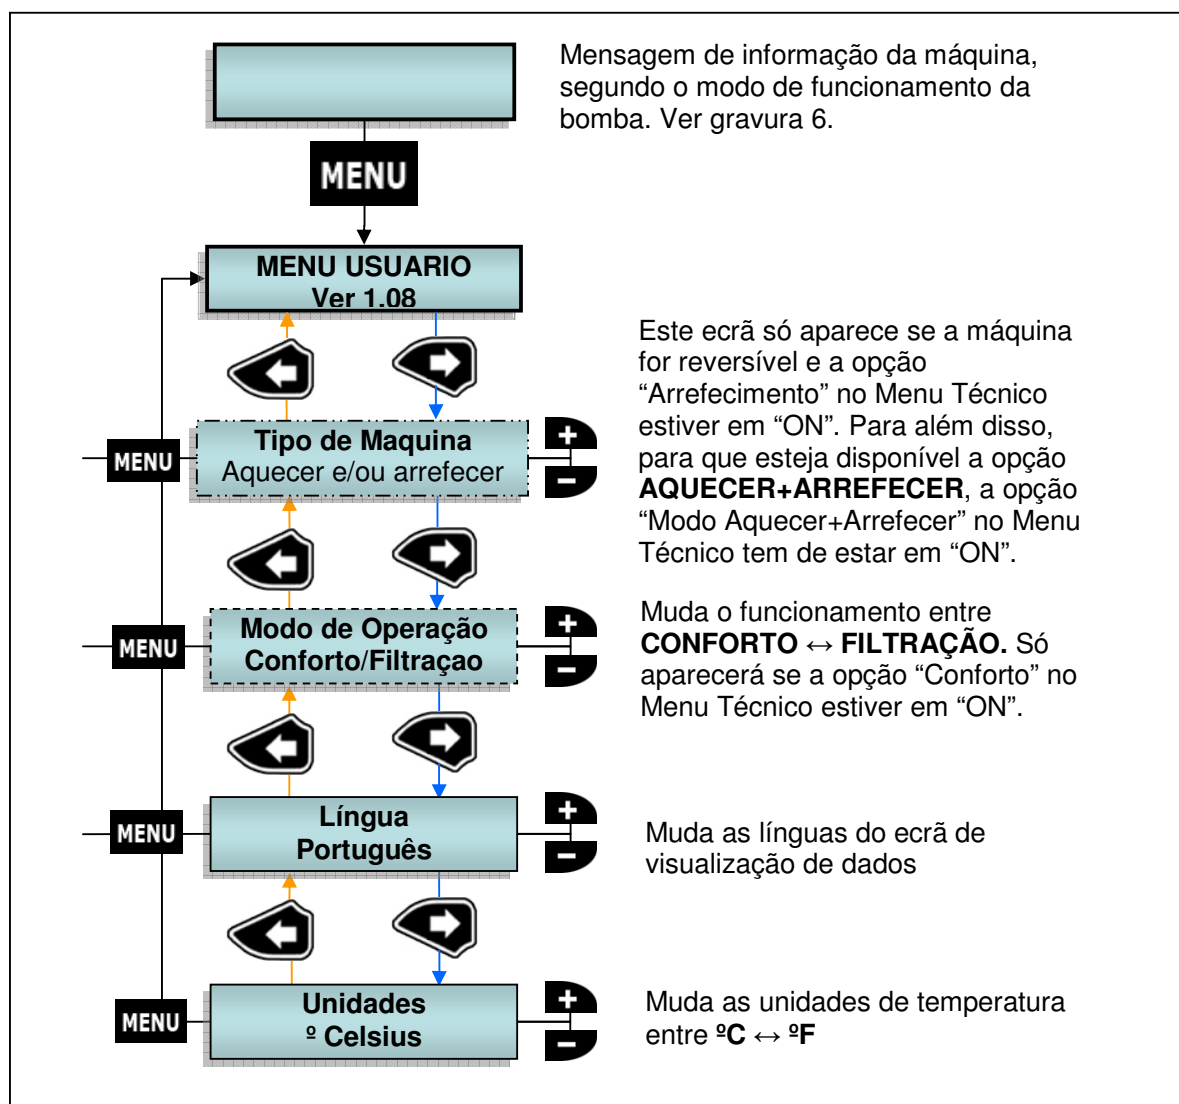 Mensagem de informação da máquina,
segundo o modo de funcionamento da
bomba. Ver gravura 6.
MENU
MENU USUARIO
Ver 1.08
Este ecrã só aparece se a máquina
for reversível e a opção
“Arrefecimento” no Menu Técnico
estiver em “ON”. Para além disso,
para que esteja disponível a opção
AQUECER+ARREFECER, a opção
“Modo Aquecer+Arrefecer” no Menu
Técnico tem de estar em “ON”.
MENU
Tipo de Maquina
Aquecer e/ou arrefecer
+
−
MENU
Modo de Operação
Conforto/Filtraçao
+
−
Muda o funcionamento entre
CONFORTO ↔ FILTRAÇÃO. Só
aparecerá se a opção “Conforto” no
Menu Técnico estiver em “ON”.
MENU
Língua
Português
+
−
Muda as línguas do ecrã de
visualização de dados
MENU
Unidades
º Celsius
+
−
Muda as unidades de temperatura
entre ºC ↔ ºF